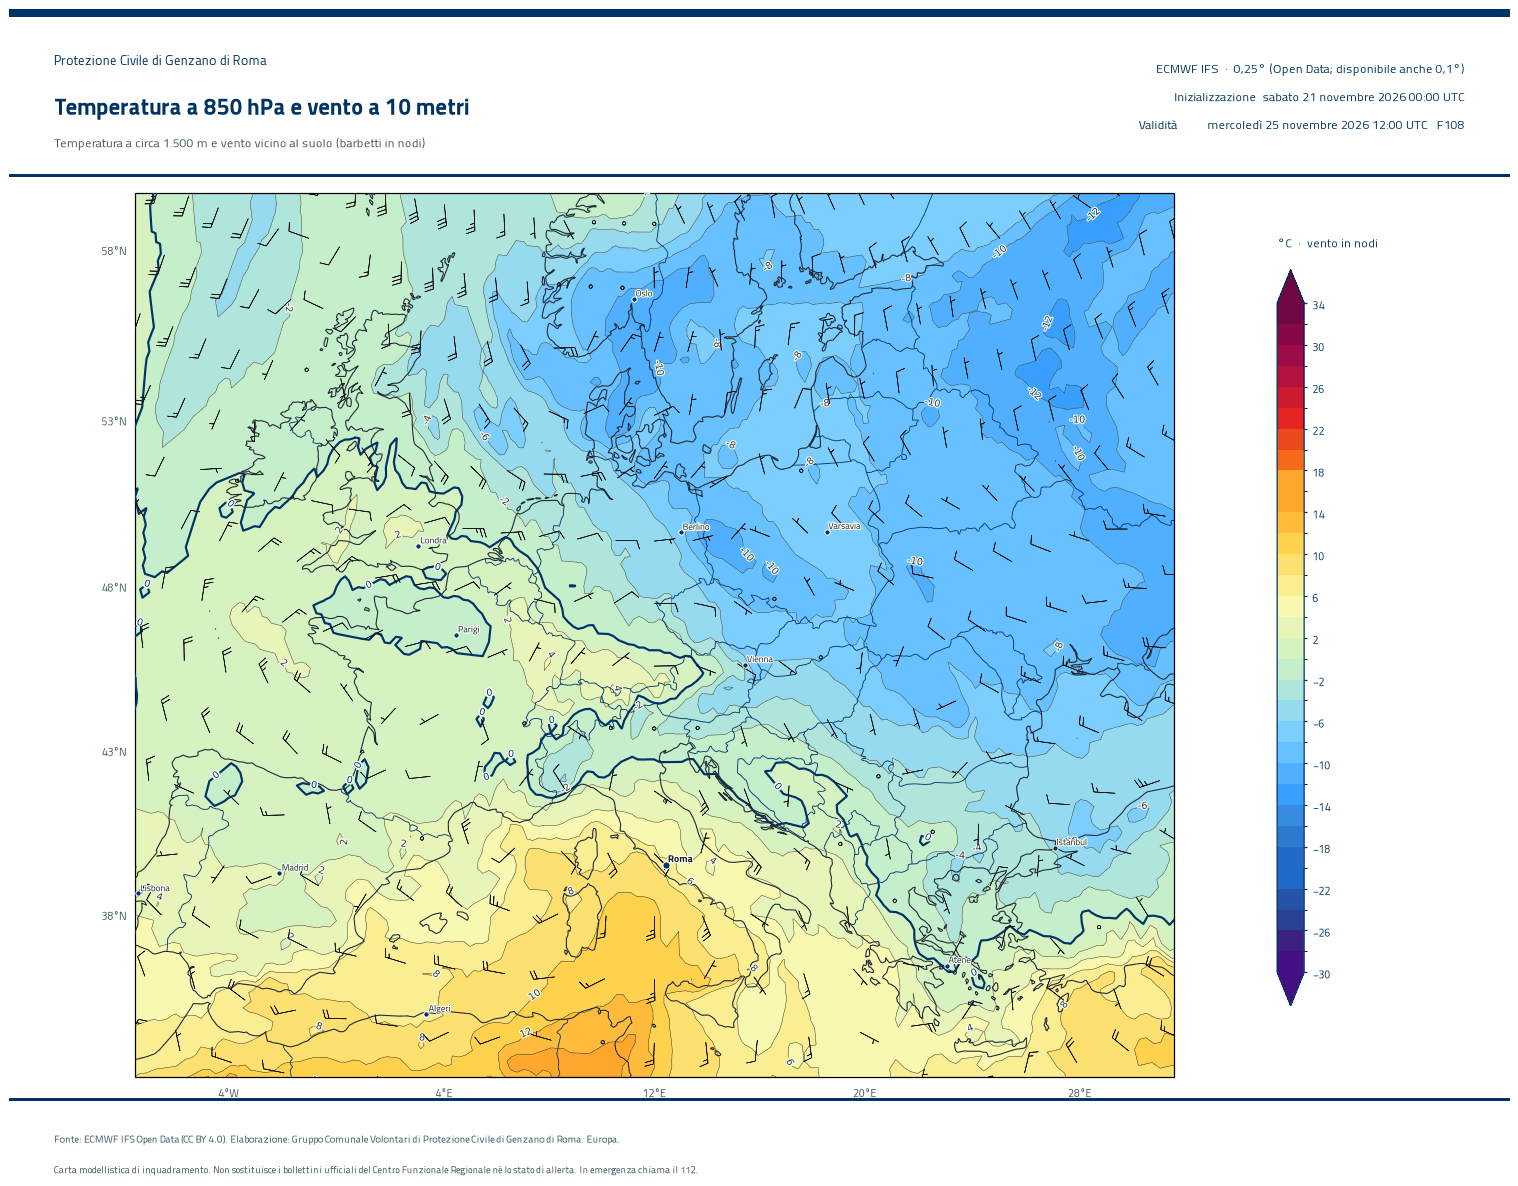 Protezione Civile di Genzano di Roma
Temperatura a 850 hPa e vento a 10 metri
Temperatura a circa 1.500 m e vento vicino al suolo (barbetti in nodi)
ECMWF IFS · 0,25° (Open Data; disponibile anche 0,1°)
Inizializzazione sabato 21 novembre 2026 00:00 UTC
Validità mercoledì 25 novembre 2026 12:00 UTC F108
°C · vento in nodi
34
30
26
22
18
14
10
6
2
−2
−6
−10
−14
−18
−22
−26
−30
58°N
53°N
48°N
43°N
38°N
4°W
4°E
12°E
20°E
28°E
Oslo
Londra
Berlino
Varsavia
Parigi
Vienna
Madrid
Lisbona
Roma
Istanbul
Atene
Algeri
Fonte: ECMWF IFS Open Data (CC BY 4.0). Elaborazione: Gruppo Comunale Volontari di Protezione Civile di Genzano di Roma. Europa.
Carta modellistica di inquadramento. Non sostituisce i bollettini ufficiali del Centro Funzionale Regionale né lo stato di allerta. In emergenza chiama il 112.